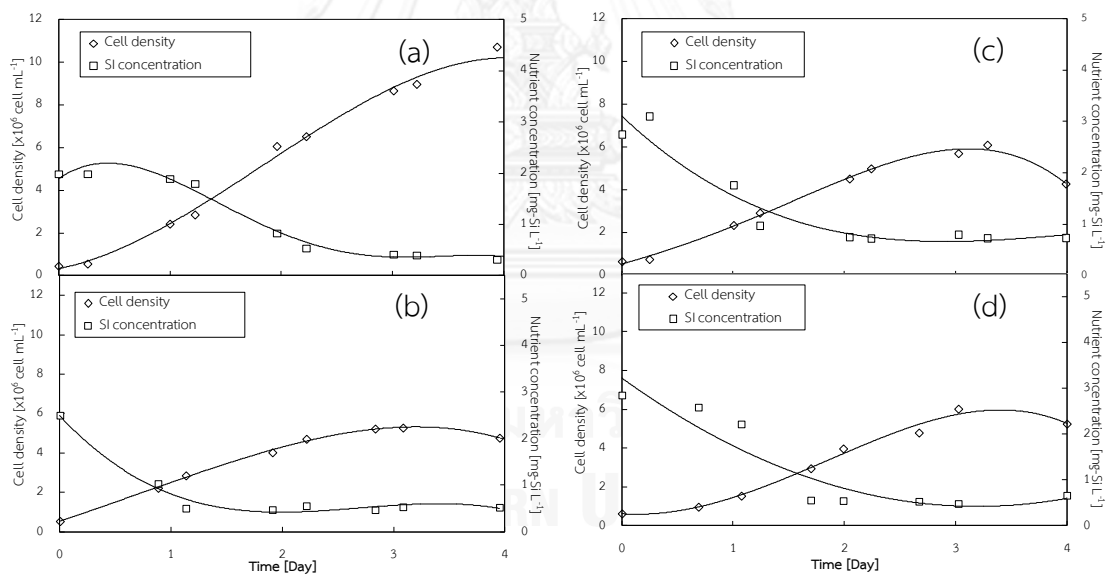 12
10
8
6
4
2
0
Cell density [x10⁶ cell mL⁻¹]
Cell density
SI concentration
(a)
5
4
3
2
1
0
Nutrient concentration [mg-Si L⁻¹]
12
10
8
6
4
2
0
Cell density [x10⁶ cell mL⁻¹]
Cell density
SI concentration
(c)
5
4
3
2
1
0
Nutrient concentration [mg-Si L⁻¹]
12
10
8
6
4
2
0
Cell density [x10⁶ cell mL⁻¹]
Cell density
SI concentration
(b)
5
4
3
2
1
0
Nutrient concentration [mg-Si L⁻¹]
0 1 2 3 4
Time [Day]
12
10
8
6
4
2
0
Cell density [x10⁶ cell mL⁻¹]
Cell density
SI concentration
(d)
5
4
3
2
1
0
Nutrient concentration [mg-Si L⁻¹]
0 1 2 3 4
Time [Day]